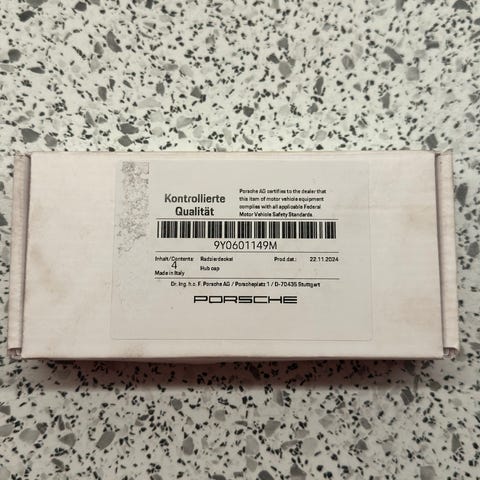 Kontrollierte
Qualität
Porsche AG certifies to the dealer that
this item of motor vehicle equipment
complies with all applicable Federal
Motor Vehicle Safety Standards.
9Y0601149M
Inhalt/Contents: Radzierdeckel Prod.dat.: 22.11.2024
4 Hub cap
Made in Italy
Dr. Ing. h.c. F. Porsche AG / Porscheplatz 1 / D-70435 Stuttgart
PORSCHE